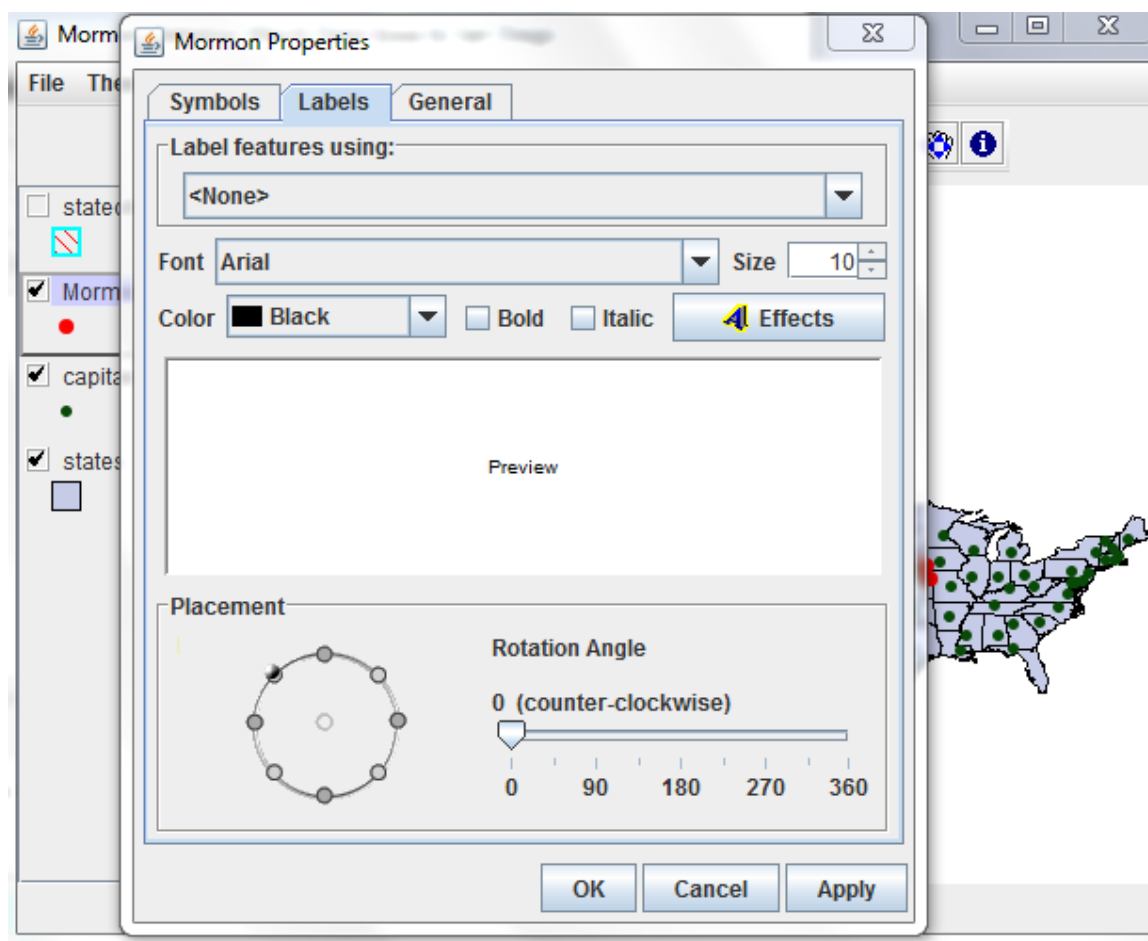 Morm
Mormon Properties
File The
Symbols Labels General
Label features using:
<None>
stated
Font Arial Size 10
Morm
Color Black Bold Italic Effects
capita
Preview
states
Placement
Rotation Angle
0 (counter-clockwise)
0 90 180 270 360
OK Cancel Apply